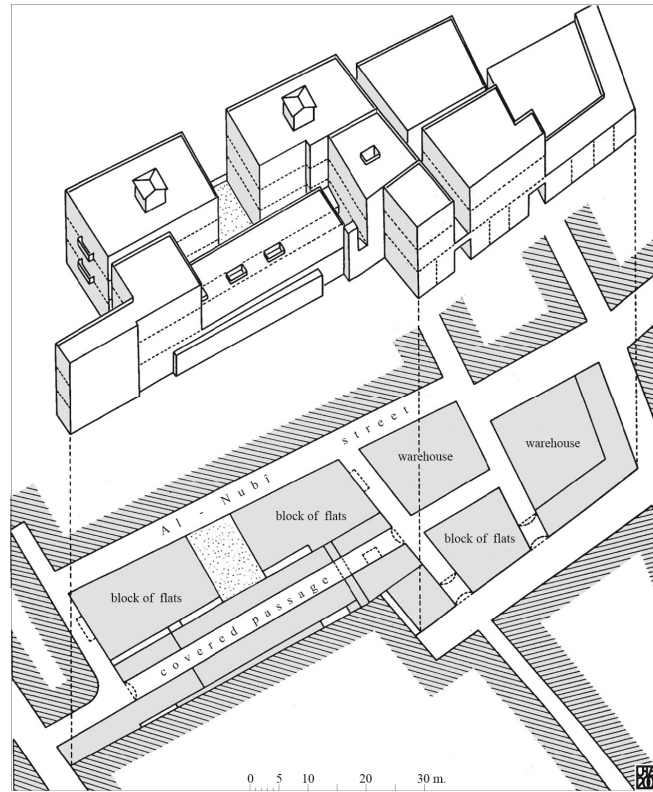 Al - Nubî street
warehouse
warehouse
block of flats
block of flats
block of flats
covered passage
0 5 10 20 30 m.